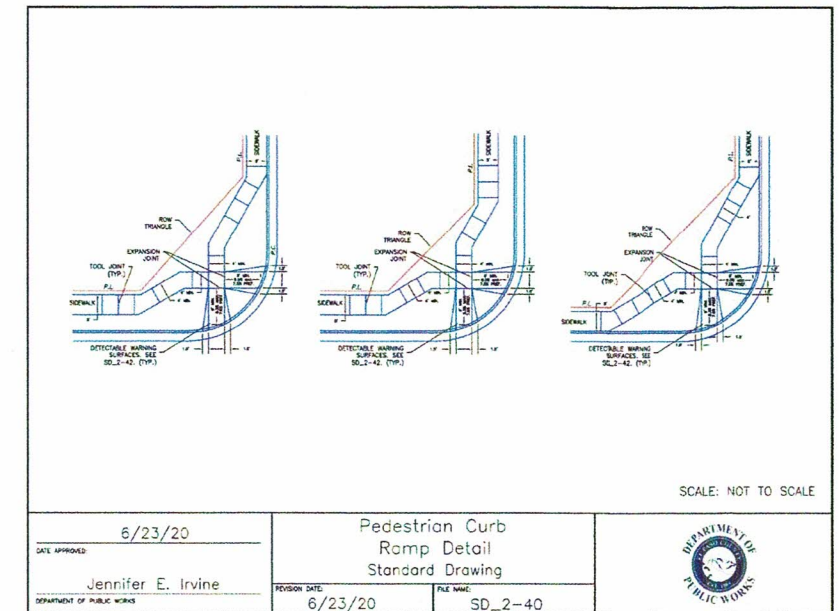 SIDEWALK
4'
P.L.
ROW
TRIANGLE
EXPANSION
JOINT
P.C.
TOOL JOINT
(TYP.)
P.L.
SIDEWALK
DETECTABLE WARNING
SURFACES. SEE
SD_2-42. (TYP.)
SIDEWALK
4'
P.L.
ROW
TRIANGLE
EXPANSION
JOINT
TOOL JOINT
(TYP.)
P.L.
SIDEWALK
DETECTABLE WARNING
SURFACES. SEE
SD_2-42. (TYP.)
SIDEWALK
4'
P.L.
ROW
TRIANGLE
EXPANSION
JOINT
TOOL JOINT
(TYP.)
P.L.
SIDEWALK
DETECTABLE WARNING
SURFACES. SEE
SD_2-42. (TYP.)
SCALE: NOT TO SCALE
6/23/20
DATE APPROVED:
Jennifer E. Irvine
DEPARTMENT OF PUBLIC WORKS
Pedestrian Curb
Ramp Detail
Standard Drawing
REVISION DATE:
6/23/20
FILE NAME:
SD_2-40
DEPARTMENT OF
PUBLIC WORKS